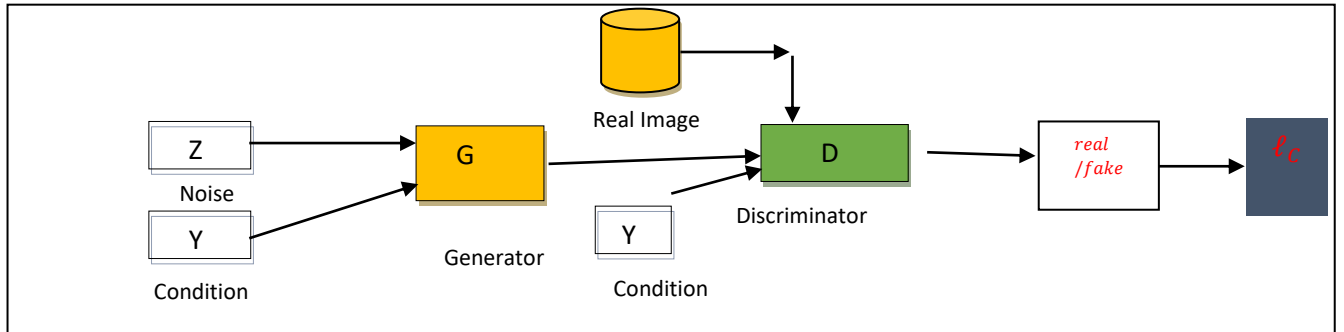 Real Image
Z
Noise
Y
Condition
G
Generator
Y
Condition
D
Discriminator
real
/fake
ℓ_C